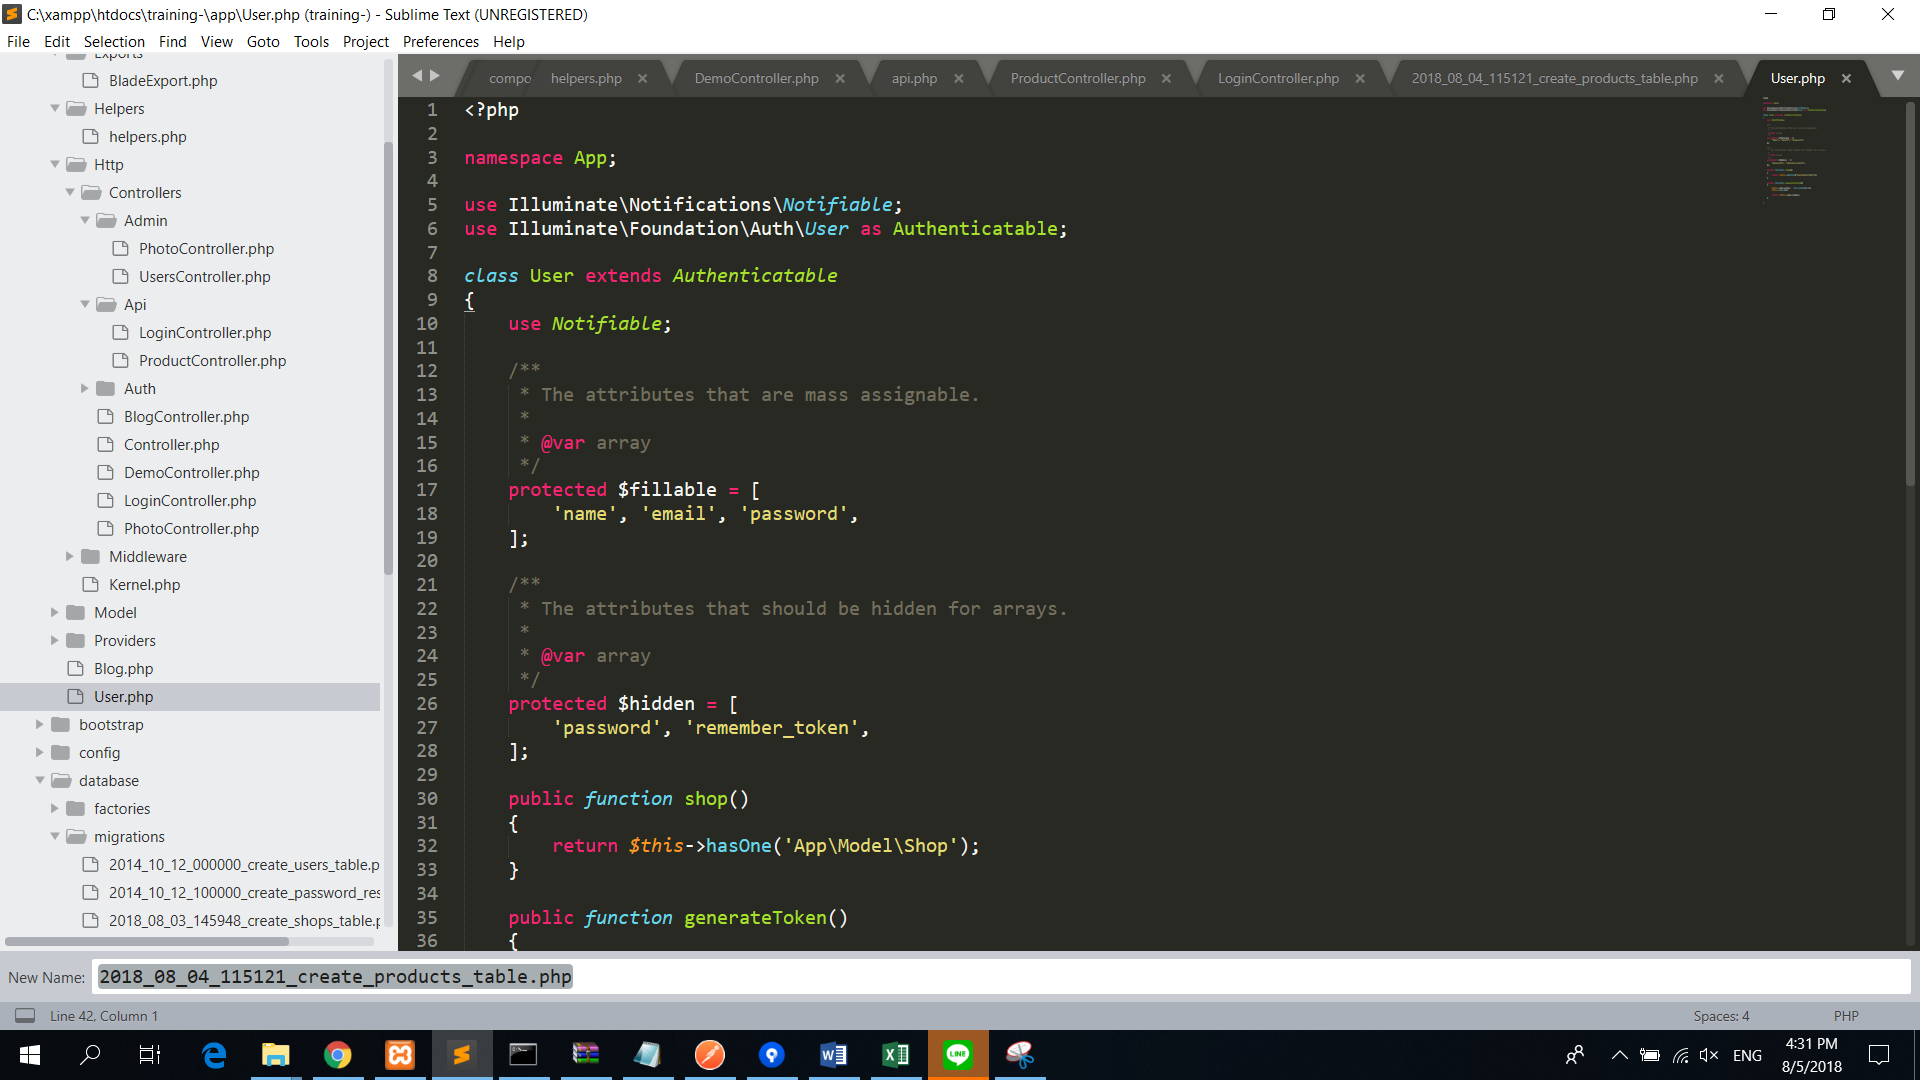 C:\xampp\htdocs\training-\app\User.php (training-) - Sublime Text (UNREGISTERED)
File Edit Selection Find View Goto Tools Project Preferences Help
Exports
BladeExport.php
Helpers
helpers.php
Http
Controllers
Admin
PhotoController.php
UsersController.php
Api
LoginController.php
ProductController.php
Auth
BlogController.php
Controller.php
DemoController.php
LoginController.php
PhotoController.php
Middleware
Kernel.php
Model
Providers
Blog.php
User.php
bootstrap
config
database
factories
migrations
2014_10_12_000000_create_users_table.p
2014_10_12_100000_create_password_res
2018_08_03_145948_create_shops_table.p
compo helpers.php DemoController.php api.php ProductController.php LoginController.php 2018_08_04_115121_create_products_table.php User.php
1 <?php
2
3 namespace App;
4
5 use Illuminate\Notifications\Notifiable;
6 use Illuminate\Foundation\Auth\User as Authenticatable;
7
8 class User extends Authenticatable
9 {
10 use Notifiable;
11
12 /**
13 * The attributes that are mass assignable.
14 *
15 * @var array
16 */
17 protected $fillable = [
18 'name', 'email', 'password',
19 ];
20
21 /**
22 * The attributes that should be hidden for arrays.
23 *
24 * @var array
25 */
26 protected $hidden = [
27 'password', 'remember_token',
28 ];
29
30 public function shop()
31 {
32 return $this->hasOne('App\Model\Shop');
33 }
34
35 public function generateToken()
36 {
New Name: 2018_08_04_115121_create_products_table.php
Line 42, Column 1 Spaces: 4 PHP
ENG 4:31 PM
8/5/2018